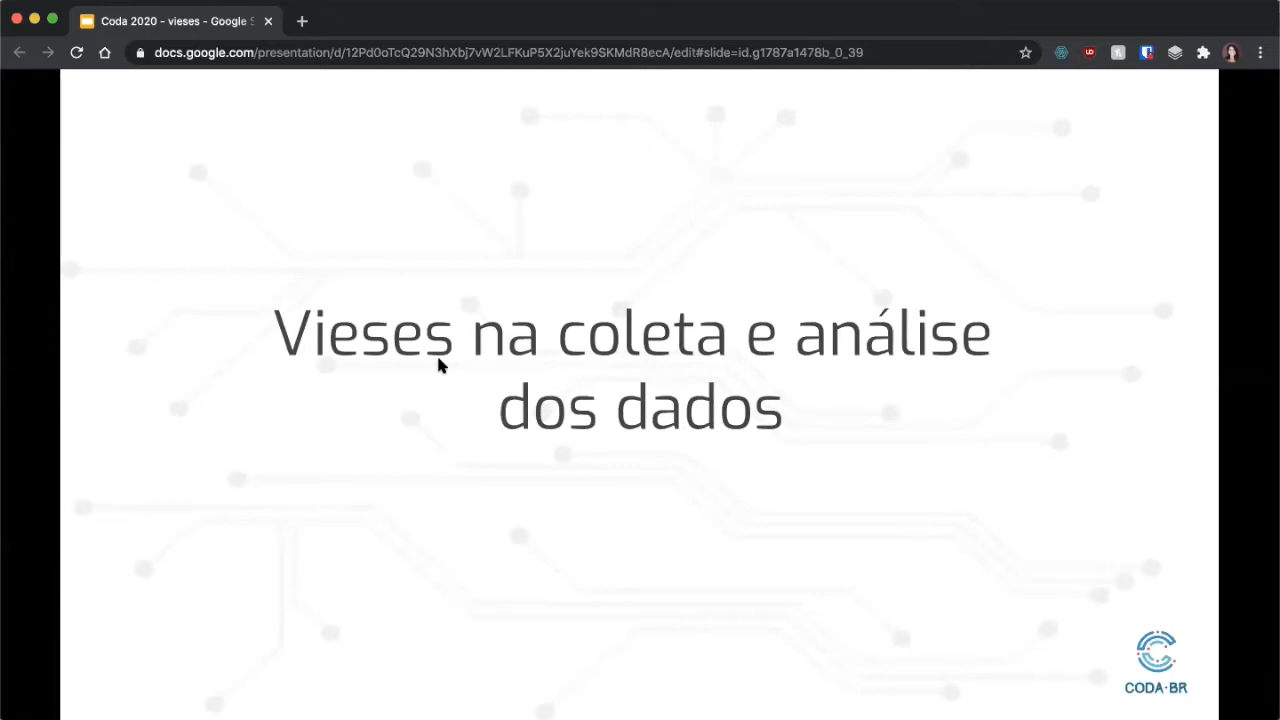 Coda 2020 - vieses - Google S
docs.google.com/presentation/d/12Pd0oTcQ29N3hXbj7vW2LFKuP5X2juYek9SKMdR8ecA/edit#slide=id.g1787a1478b_0_39
Vieses na coleta e análise
dos dados
CODA·BR